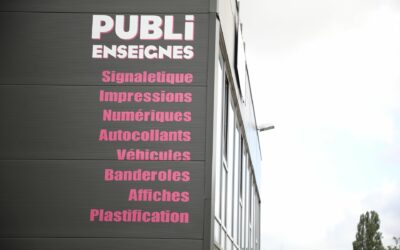 PUBLi
ENSEiGNES
Signaletique
Impressions
Numériques
Autocollants
Véhicules
Banderoles
Affiches
Plastification